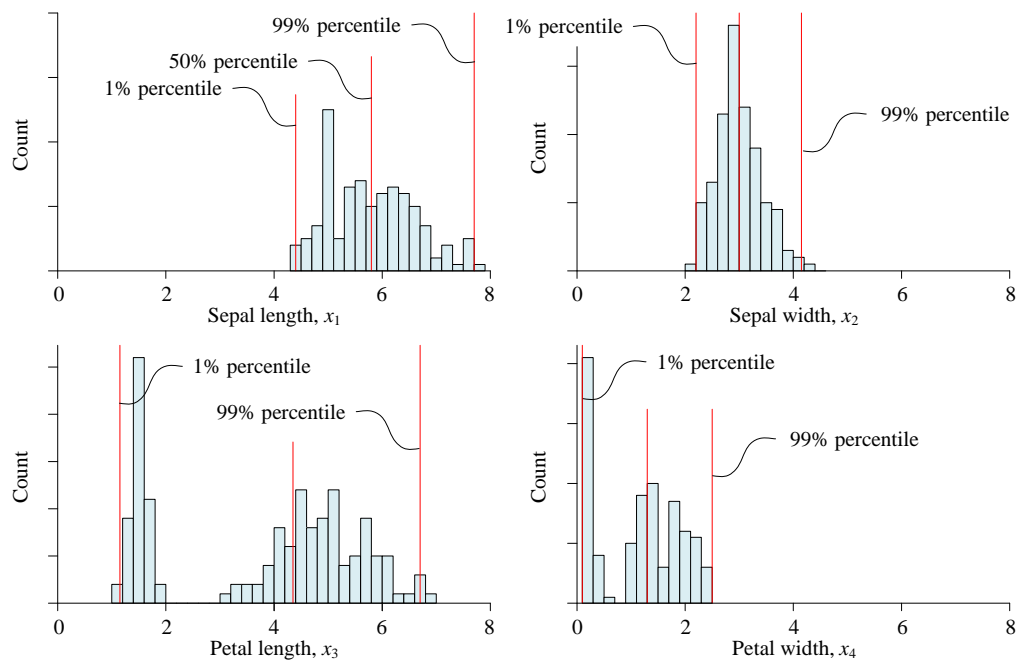 99% percentile
50% percentile
1% percentile
Count
0 2 4 6 8
Sepal length, x1
1% percentile
99% percentile
Count
0 2 4 6 8
Sepal width, x2
1% percentile
99% percentile
Count
0 2 4 6 8
Petal length, x3
1% percentile
99% percentile
Count
0 2 4 6 8
Petal width, x4